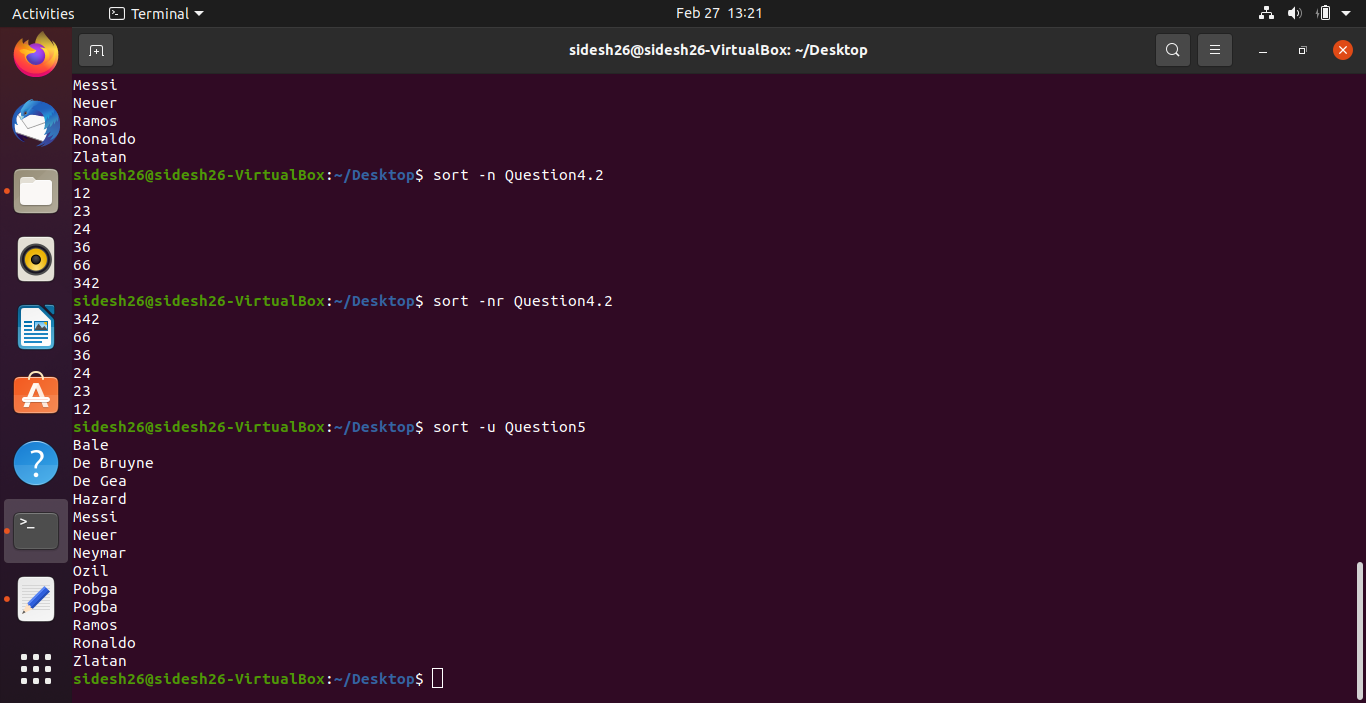 Activities
Terminal
Feb 27 13:21
sidesh26@sidesh26-VirtualBox: ~/Desktop
Messi
Neuer
Ramos
Ronaldo
Zlatan
sidesh26@sidesh26-VirtualBox:~/Desktop$ sort -n Question4.2
12
23
24
36
66
342
sidesh26@sidesh26-VirtualBox:~/Desktop$ sort -nr Question4.2
342
66
36
24
23
12
sidesh26@sidesh26-VirtualBox:~/Desktop$ sort -u Question5
Bale
De Bruyne
De Gea
Hazard
Messi
Neuer
Neymar
Ozil
Pobga
Pogba
Ramos
Ronaldo
Zlatan
sidesh26@sidesh26-VirtualBox:~/Desktop$